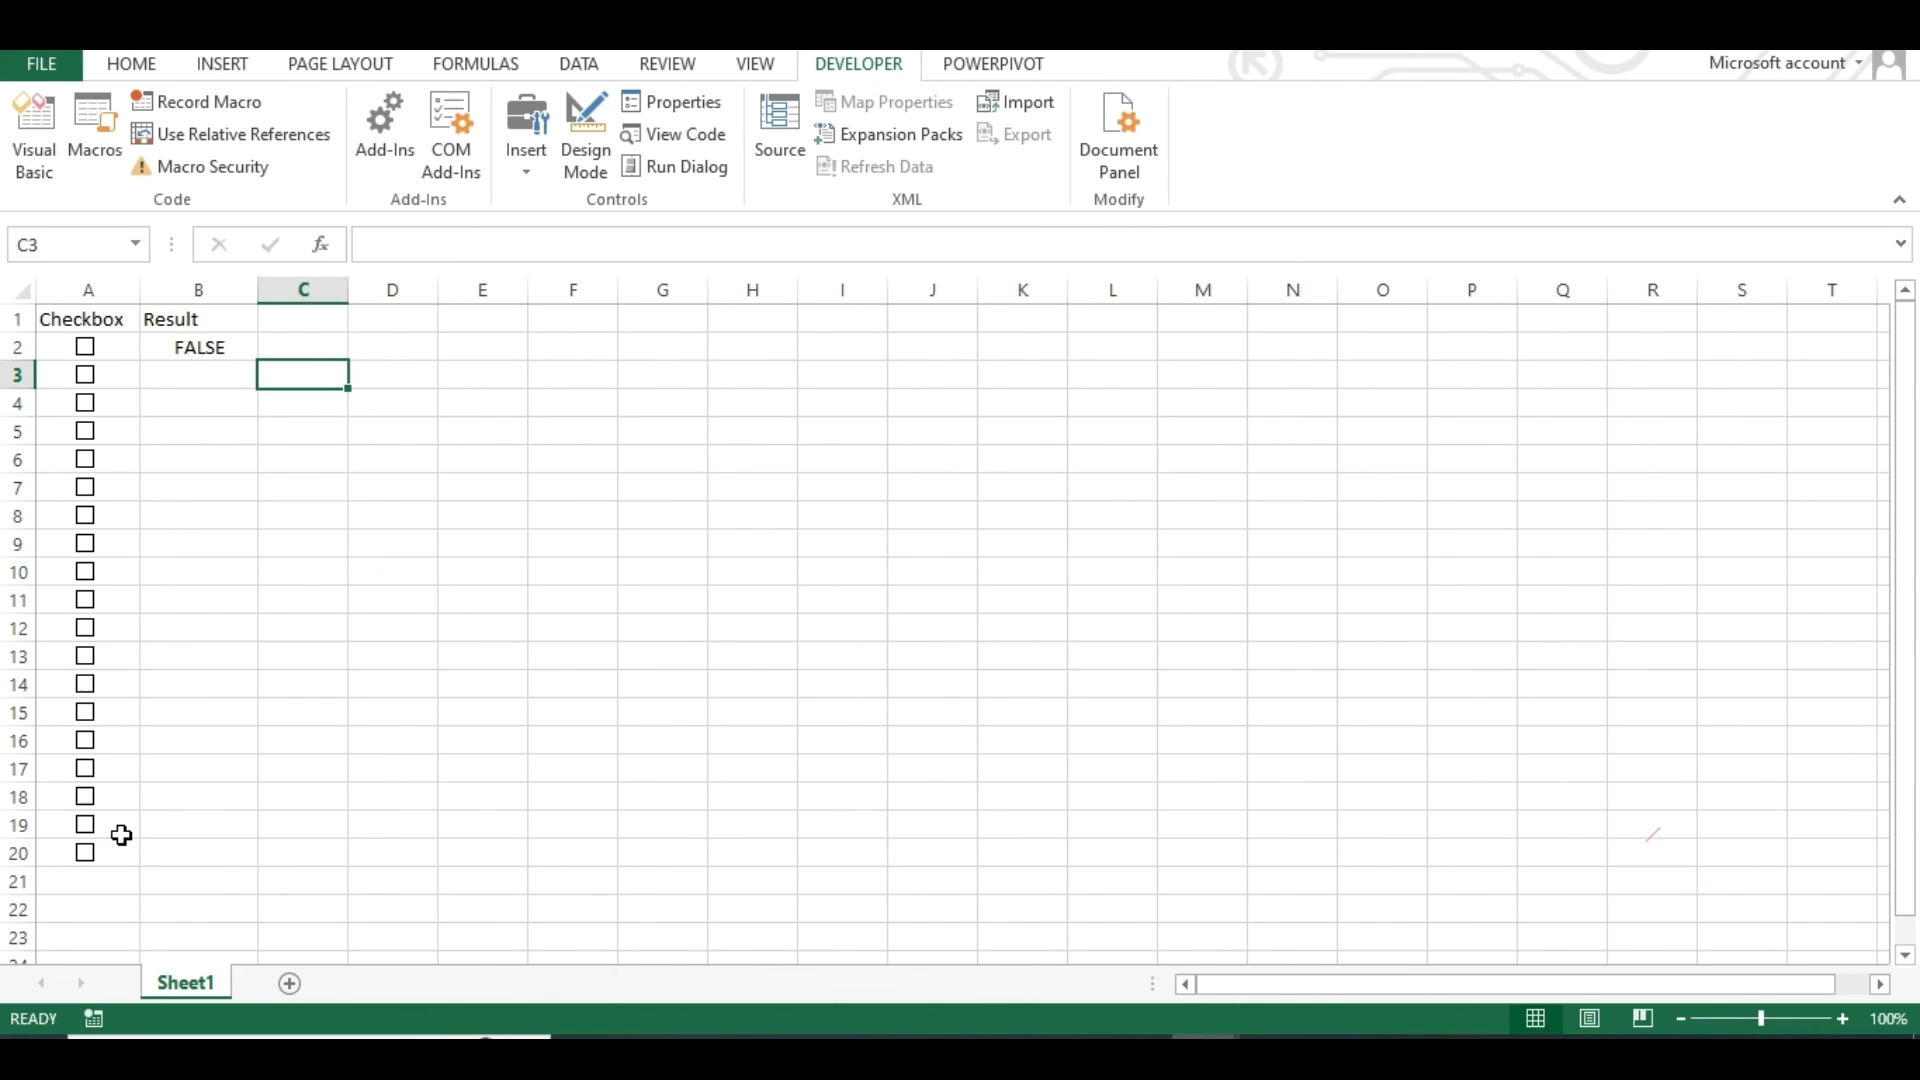 FILE HOME INSERT PAGE LAYOUT FORMULAS DATA REVIEW VIEW DEVELOPER POWERPIVOT Microsoft account
Visual Basic
Macros
Record Macro
Use Relative References
Macro Security
Code
Add-Ins
COM Add-Ins
Add-Ins
Insert
Design Mode
Properties
View Code
Run Dialog
Controls
Source
Map Properties
Expansion Packs
Refresh Data
Import
Export
XML
Document Panel
Modify
C3 fx
A B C D E F G H I J K L M N O P Q R S T
1 Checkbox Result
2 FALSE
3
4
5
6
7
8
9
10
11
12
13
14
15
16
17
18
19
20
21
22
23
Sheet1
READY 100%